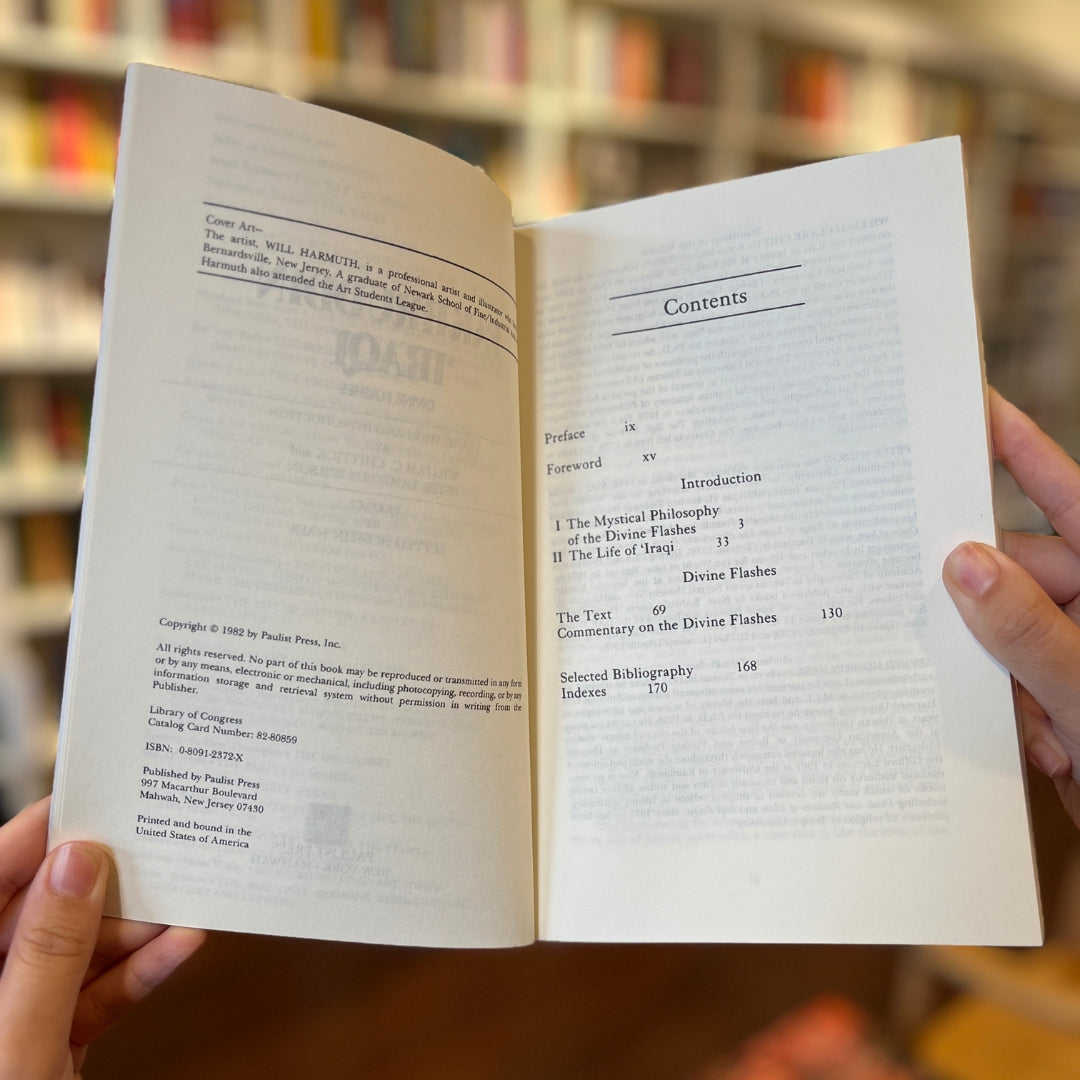 Cover Art—
The artist, WILL HARMUTH, is a professional artist and illustrator who
Bernardsville, New Jersey. A graduate of Newark School of Fine/Industrial
Harmuth also attended the Art Students League.
Copyright © 1982 by Paulist Press, Inc.
All rights reserved. No part of this book may be reproduced or transmitted in any form
or by any means, electronic or mechanical, including photocopying, recording, or by any
information storage and retrieval system without permission in writing from the
Publisher.
Library of Congress
Catalog Card Number: 82-80859
ISBN: 0-8091-2372-X
Published by Paulist Press
997 Macarthur Boulevard
Mahwah, New Jersey 07430
Printed and bound in the
United States of America
Contents
Preface ix
Foreword xv
Introduction
I The Mystical Philosophy
of the Divine Flashes 3
II The Life of ‘Iraqi 33
Divine Flashes
The Text 69
Commentary on the Divine Flashes 130
Selected Bibliography 168
Indexes 170